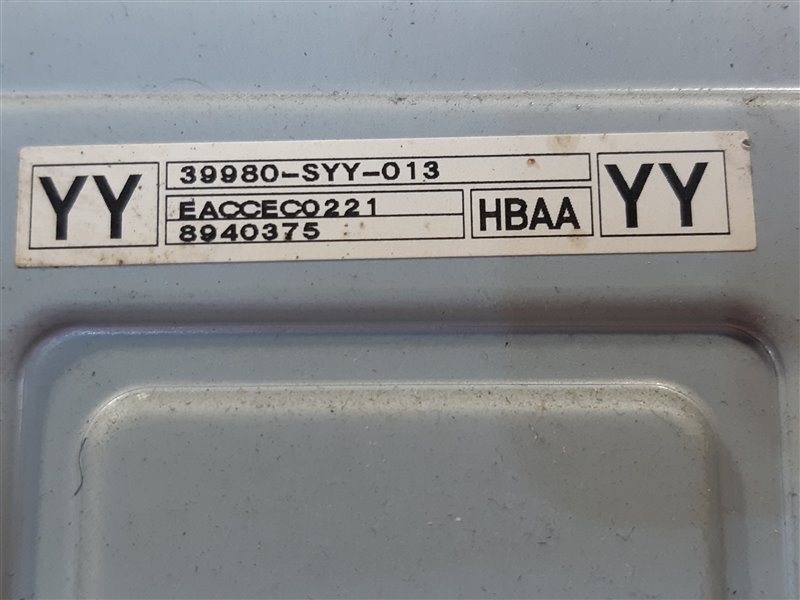 YY
39980-SYY-013
EACCEC0221
8940375
HBAA
YY